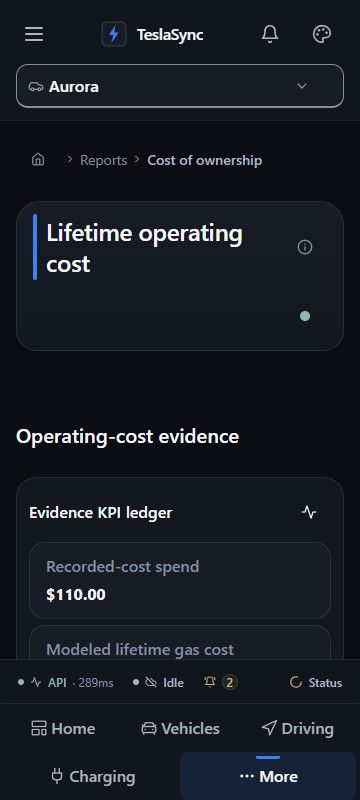 TeslaSync
Aurora
Reports
Cost of ownership
Lifetime operating
cost
Operating-cost evidence
Evidence KPI ledger
Recorded-cost spend
$110.00
Modeled lifetime gas cost
API · 289ms
Idle
2
Status
Home
Vehicles
Driving
Charging
More